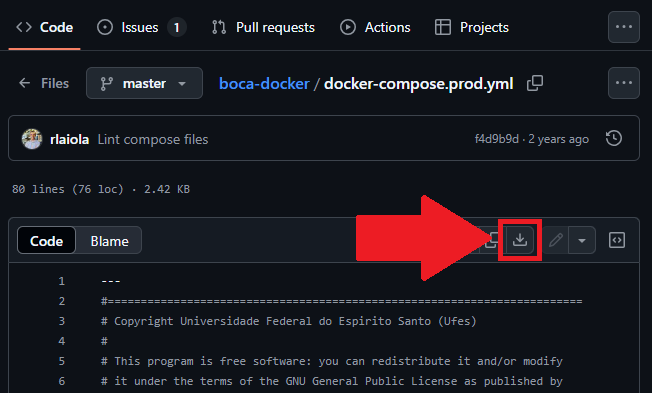 Code Issues 1 Pull requests Actions Projects
Files master boca-docker/docker-compose.prod.yml
rlaiola Lint compose files f4d9b9d · 2 years ago
80 lines (76 loc) · 2.42 KB
Code Blame
1 ---
2 #=======================================================================
3 # Copyright Universidade Federal do Espirito Santo (Ufes)
4 #
5 # This program is free software: you can redistribute it and/or modify
6 # it under the terms of the GNU General Public License as published by